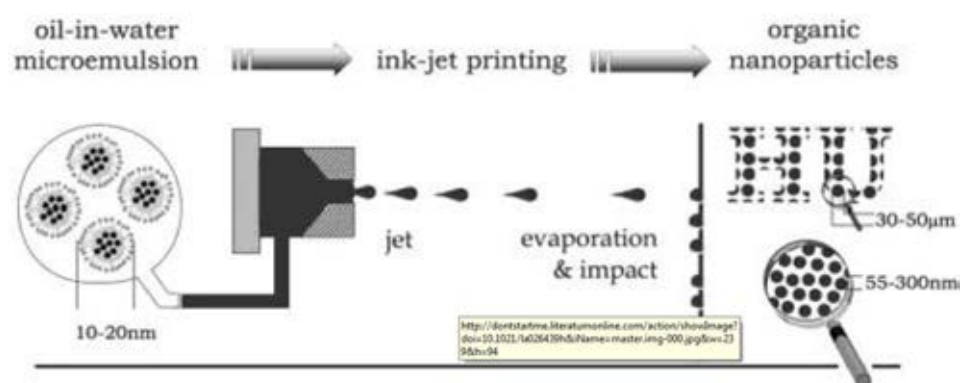 oil-in-water
microemulsion
ink-jet printing
organic
nanoparticles
HU
30-50µm
jet
evaporation
& impact
55-300nm
10-20nm
http://dontstartme.literatumonline.com/action/showImage?
doi=10.1021/la026439h&iName=master.img-000.jpg&w=23
9&h=94